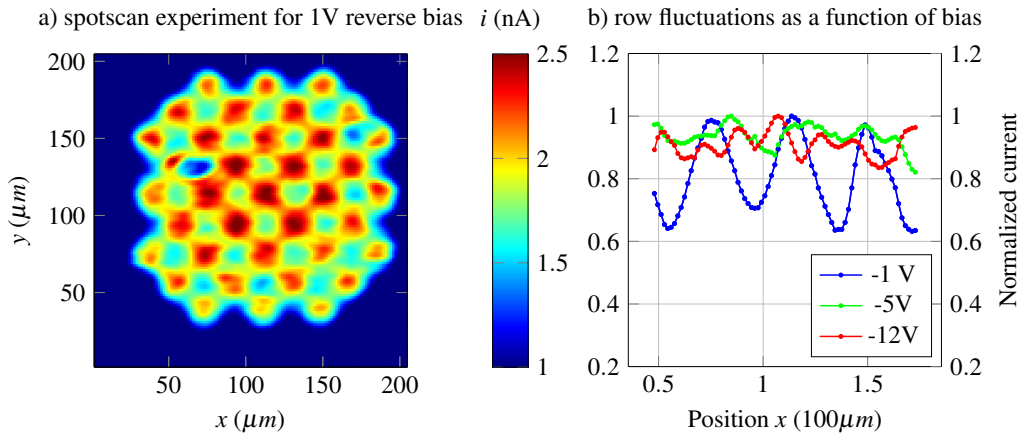 a) spotscan experiment for 1V reverse bias
i (nA)
b) row fluctuations as a function of bias
200
150
100
50
y (μm)
50
100
150
200
x (μm)
2.5
2
1.5
1
1.2
1
0.8
0.6
0.4
0.2
1.2
1
0.8
0.6
0.4
0.2
Normalized current
-1 V
-5V
-12V
0.5
1
1.5
Position x (100μm)